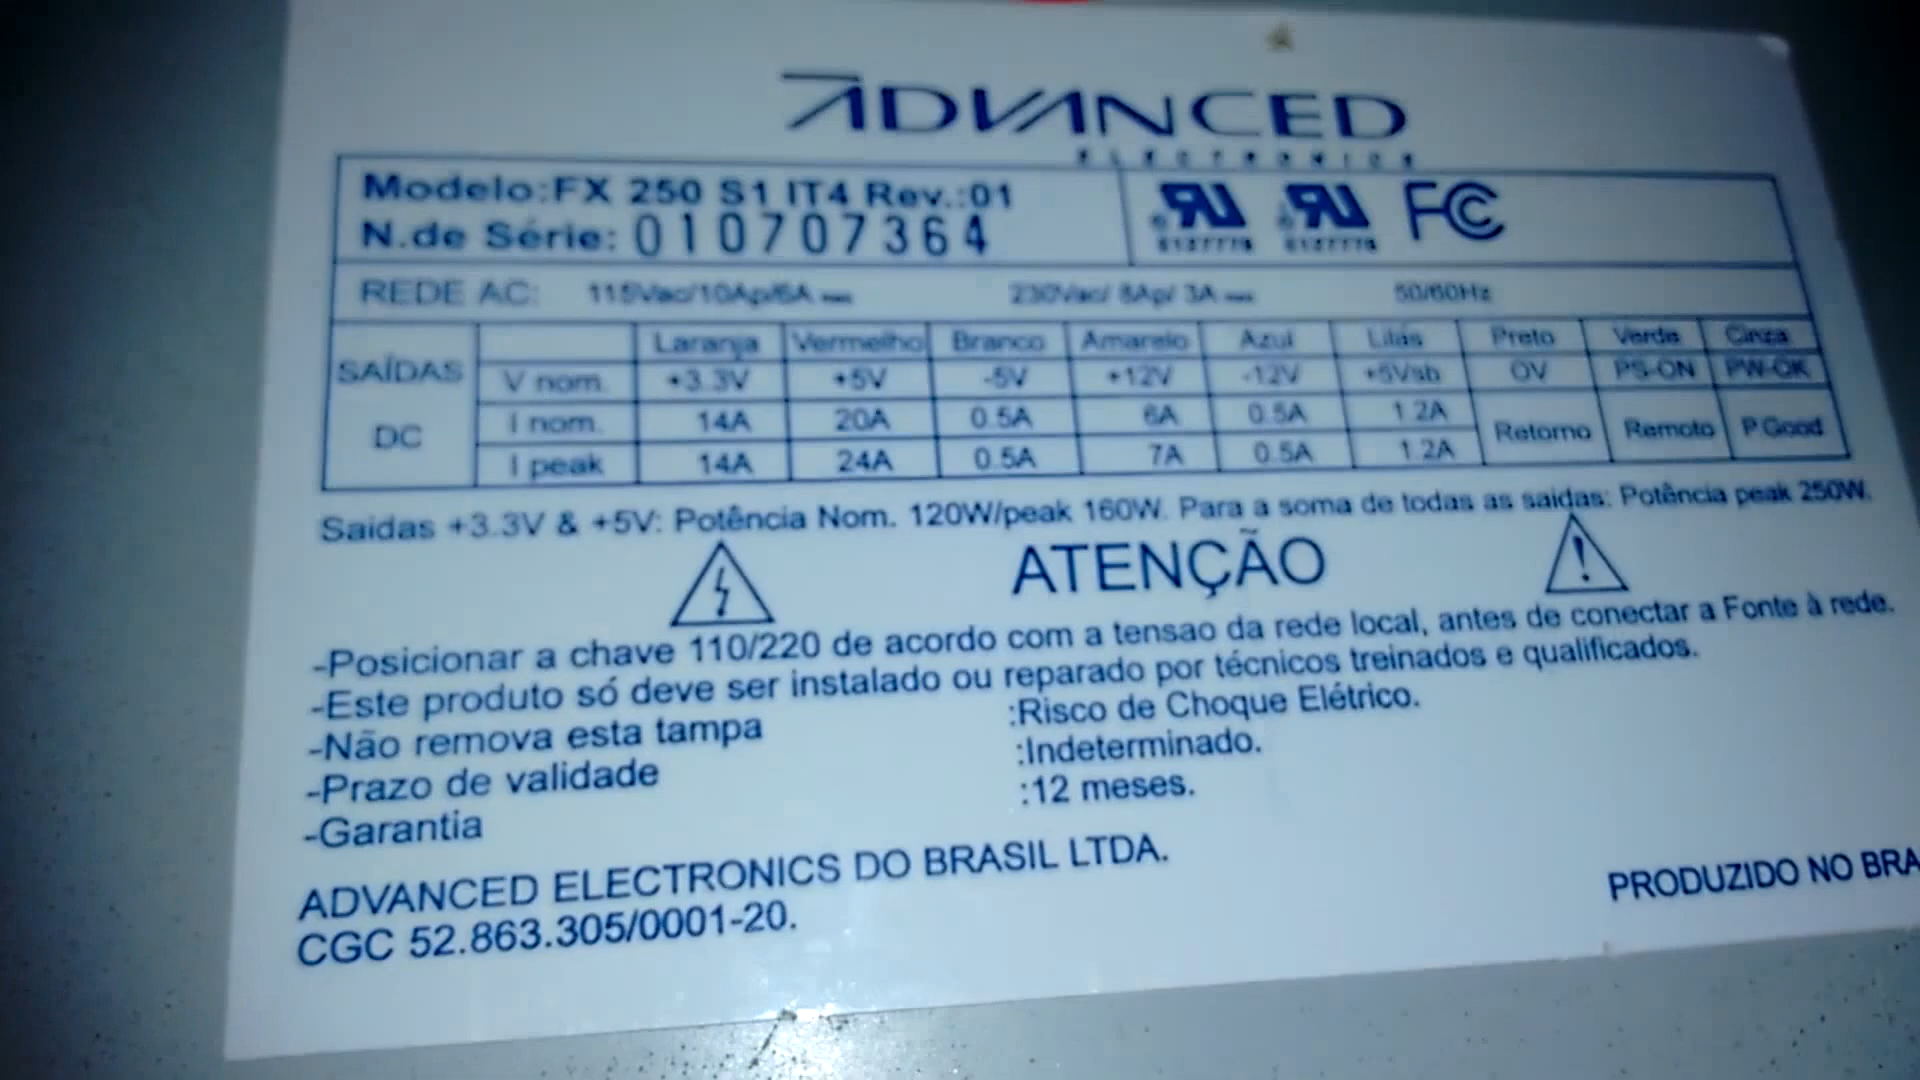 ADVANCED
ELECTRONICS
Modelo:FX 250 S1 IT4 Rev.:01
N.de Série: 010707364
FC
REDE AC: 115Vac/10Ap/6A max 230Vac/ 8Ap/ 3A max 50/60Hz
SAÍDAS DC
Laranja Vermelho Branco Amarelo Azul Lilás Preto Verde Cinza
V nom. +3.3V +5V -5V +12V -12V +5Vsb 0V PS-ON PW-OK
I nom. 14A 20A 0.5A 6A 0.5A 1.2A Retorno Remoto P.Good
I peak 14A 24A 0.5A 7A 0.5A 1.2A
Saidas +3.3V & +5V: Potência Nom. 120W/peak 160W. Para a soma de todas as saidas: Potência peak 250W.
ATENÇÃO
-Posicionar a chave 110/220 de acordo com a tensao da rede local, antes de conectar a Fonte à rede.
-Este produto só deve ser instalado ou reparado por técnicos treinados e qualificados.
-Não remova esta tampa :Risco de Choque Elétrico.
-Prazo de validade :Indeterminado.
-Garantia :12 meses.
ADVANCED ELECTRONICS DO BRASIL LTDA.
CGC 52.863.305/0001-20.
PRODUZIDO NO BRA